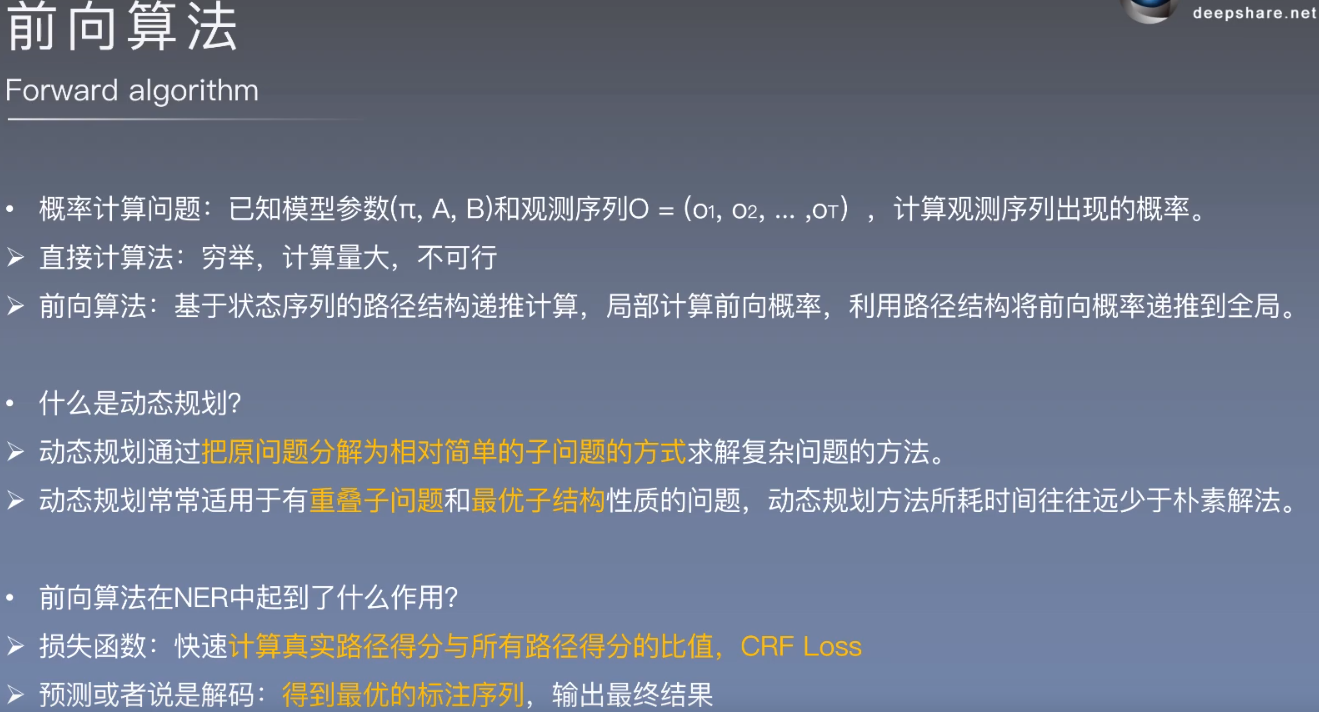 前向算法
deepshare.net
Forward algorithm
• 概率计算问题：已知模型参数(π, A, B)和观测序列O = (o1, o2, ... ,oT），计算观测序列出现的概率。
➢ 直接计算法：穷举，计算量大，不可行
➢ 前向算法：基于状态序列的路径结构递推计算，局部计算前向概率，利用路径结构将前向概率递推到全局。
• 什么是动态规划？
➢ 动态规划通过把原问题分解为相对简单的子问题的方式求解复杂问题的方法。
➢ 动态规划常常适用于有重叠子问题和最优子结构性质的问题，动态规划方法所耗时间往往远少于朴素解法。
• 前向算法在NER中起到了什么作用？
➢ 损失函数：快速计算真实路径得分与所有路径得分的比值，CRF Loss
➢ 预测或者说是解码：得到最优的标注序列，输出最终结果